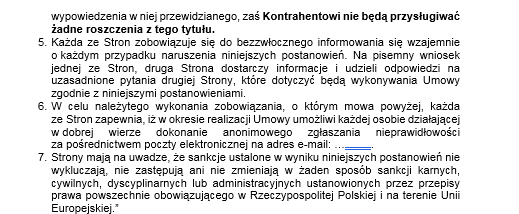 wypowiedzenia w niej przewidzianego, zaś Kontrahentowi nie będą przysługiwać
żadne roszczenia z tego tytułu.
5. Każda ze Stron zobowiązuje się do bezzwłocznego informowania się wzajemnie
o każdym przypadku naruszenia niniejszych postanowień. Na pisemny wniosek
jednej ze Stron, druga Strona dostarczy informacje i udzieli odpowiedzi na
uzasadnione pytania drugiej Strony, które dotyczyć będą wykonywania Umowy
zgodnie z niniejszymi postanowieniami.
6. W celu należytego wykonania zobowiązania, o którym mowa powyżej, każda
ze Stron zapewnia, iż w okresie realizacji Umowy umożliwi każdej osobie działającej
w dobrej wierze dokonanie anonimowego zgłaszania nieprawidłowości
za pośrednictwem poczty elektronicznej na adres e-mail: …_____.
7. Strony mają na uwadze, że sankcje ustalone w wyniku niniejszych postanowień nie
wykluczają, nie zastępują ani nie zmieniają w żaden sposób sankcji karnych,
cywilnych, dyscyplinarnych lub administracyjnych ustanowionych przez przepisy
prawa powszechnie obowiązującego w Rzeczypospolitej Polskiej i na terenie Unii
Europejskiej.”